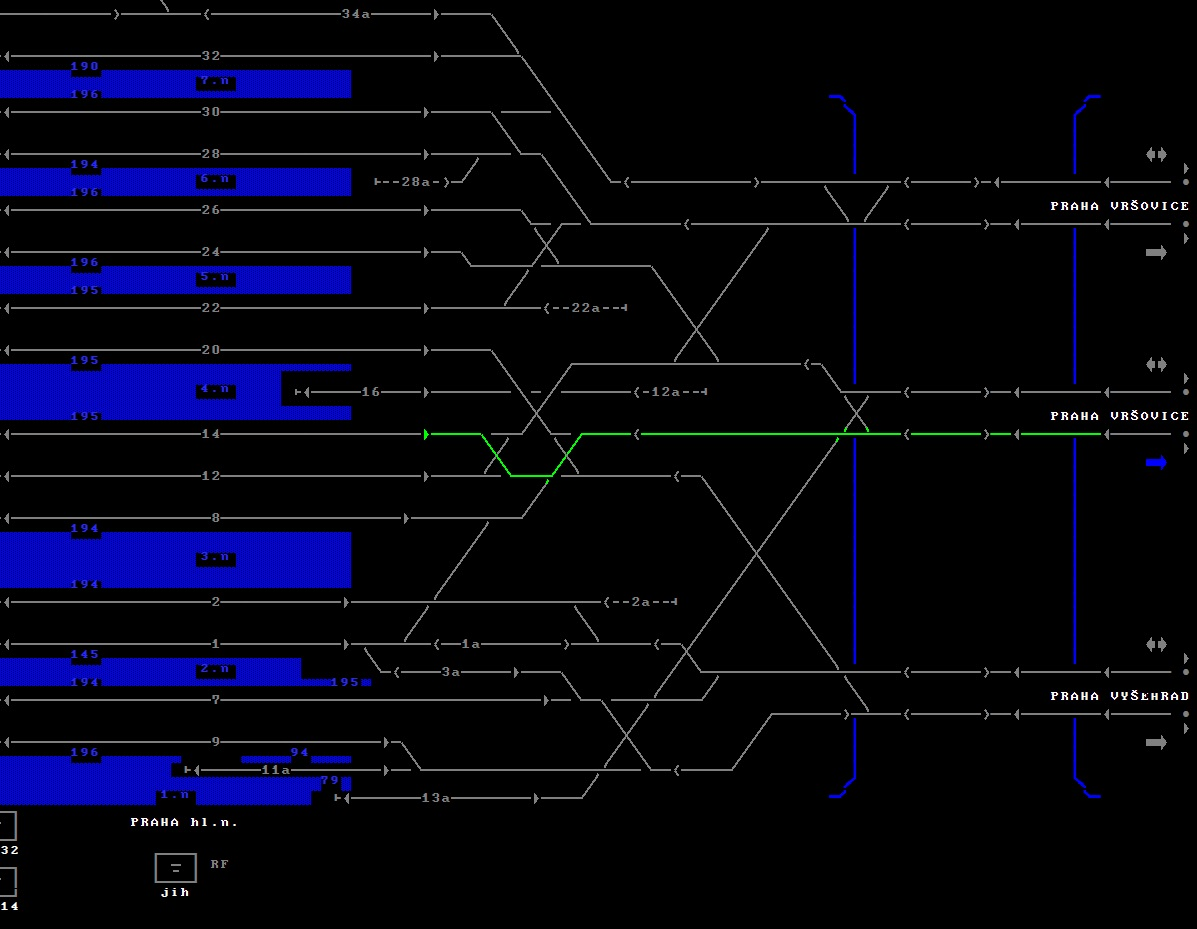 34a
32
190
7.n
196
30
28
194
6.n
28a
196
PRAHA VRŠOVICE
26
24
196
5.n
195
22
22a
20
195
4.n
16
12a
195
PRAHA VRŠOVICE
14
12
8
194
3.n
194
2
2a
1
1a
145
2.n
3a
194
195
7
PRAHA VYŠEHRAD
9
196
94
11a
79
1.n
13a
PRAHA hl.n.
32
RF
jih
14